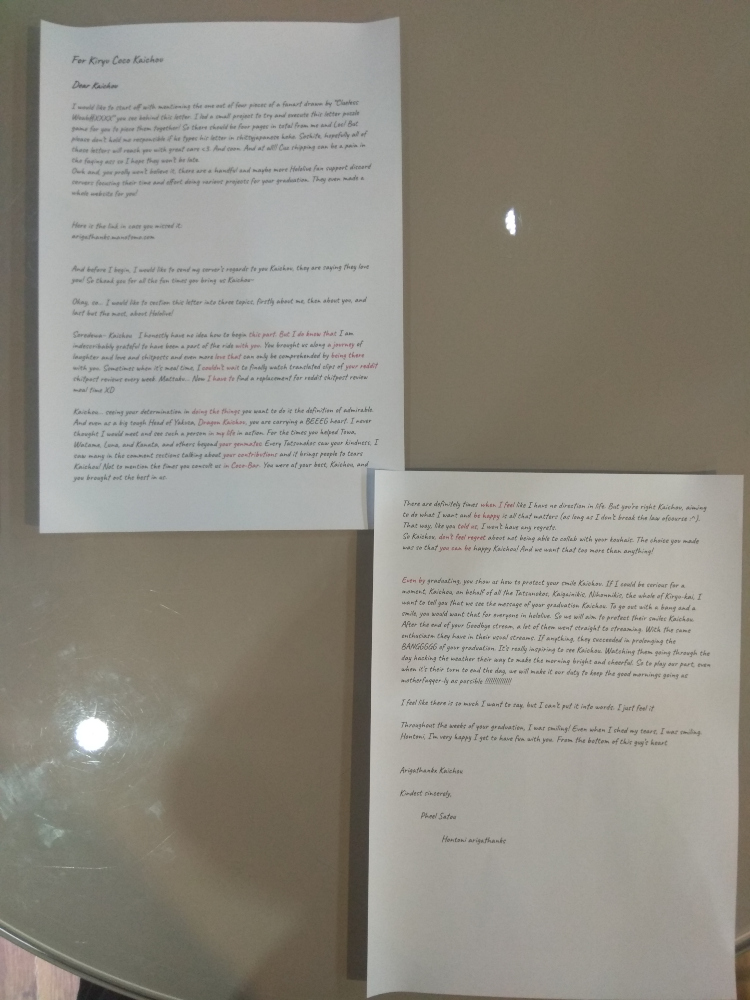 For Kiryu Coco Kaichou
Dear Kaichou
I would like to start off with mentioning the one out of four pieces of a fanart drawn by "Clueless
you see behind this letter. I led a small project to try and execute this letter puzzle
game for you to piece them together! So there should be four pages in total from me and Leo! But
please don't hold me responsible if he types his letter in shittyjapanese haha. Soshite, hopefully all of
these letters will reach you with great care <3. And soon. And at all! Coz shipping can be a pain in
the faqing ass so I hope they won't be late.
Ooh and, you prolly won't believe it, there are a handful and maybe more Hololive fan support discord
servers focusing their time and effort doing various projects for your graduation. They even made a
whole website for you!
Here is the link in case you missed it:
arigathanks.manotomo.com
And before I begin, I would like to send my server's regards to you Kaichou, they are saying they love
you! So thank you for all the fun times you bring us Kaichou~
Okay, so... I would like to section this letter into three topics, firstly about me, then about you, and
last but the most, about Hololive!
Soredewa~ Kaichou I honestly have no idea how to begin this part. But I do know that I am
indescribably grateful to have been a part of the ride with you. You brought us along a journey of
laughter and love and shitposts and even more love that can only be comprehended by being there
with you. Sometimes when it's meal time, I couldn't wait to finally watch translated clips of your reddit
shitpost reviews every week. Mattaku... Now I have to find a replacement for reddit shitpost review
meal time XD
Kaichou... seeing your determination in doing the things you want to do is the definition of admirable.
And even as a big tough Head of Yakuza, Dragon Kaichou, you are carrying a BEEEG heart. I never
thought I would meet and see such a person in my life in action. For the times you helped Towa,
Watame, Luna, and Kanata, and others beyond your genmates. Every Tatsunokos saw your kindness, I
saw many in the comment sections talking about your contributions and it brings people to tears
Kaichou! Not to mention the times you consult us in Coco-Bar. You were at your best, Kaichou, and
you brought out the best in us.
There are definitely times when I feel like I have no direction in life. But you're right Kaichou, aiming
to do what I want and be happy is all that matters (as long as I don't break the law ofcourse :^ ).
That way, like you told us, I won't have any regrets.
So Kaichou, don't feel regret about not being able to collab with your kouhais. The choice you made
was so that you can be happy Kaichou! And we want that too more than anything!
Even by graduating, you show us how to protect your smile Kaichou. If I could be serious for a
moment, Kaichou, on behalf of all the Tatsunokos, Kaigainikis, Nihonnikis, the whole of Kiryu-kai, I
want to tell you that we see the message of your graduation Kaichou. To go out with a bang and a
smile, you would want that for everyone in hololive. So we will aim to protect their smiles Kaichou.
After the end of your Goodbye stream, a lot of them went straight to streaming. With the same
enthusiasm they have in their usual streams. If anything, they succeeded in prolonging the
BANGGGGG of your graduation. It's really inspiring to see Kaichou. Watching them going through the
day hacking the weather their way to make the morning bright and cheerful. So to play our part, even
when it's their turn to end the day, we will make it our duty to keep the good mornings going as
motherfuqqer-ly as possible !!!!!!!!!!!!!
I feel like there is so much I want to say, but I can't put it into words. I just feel it
Throughout the weeks of your graduation, I was smiling! Even when I shed my tears, I was smiling.
Hontoni, I'm very happy I get to have fun with you. From the bottom of this guy's heart
Arigathanks Kaichou
Kindest sincerely,
Pheol Satou
Hontoni arigathanks